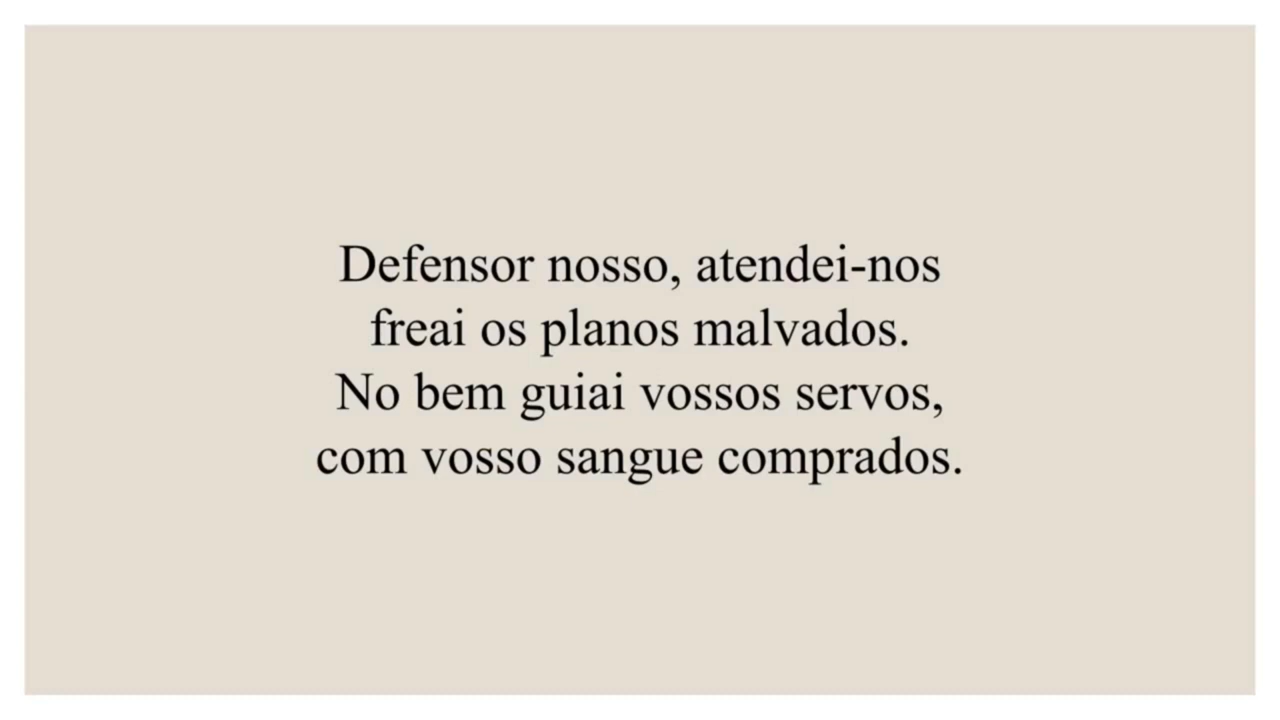 Defensor nosso, atendei-nos
freai os planos malvados.
No bem guiai vossos servos,
com vosso sangue comprados.